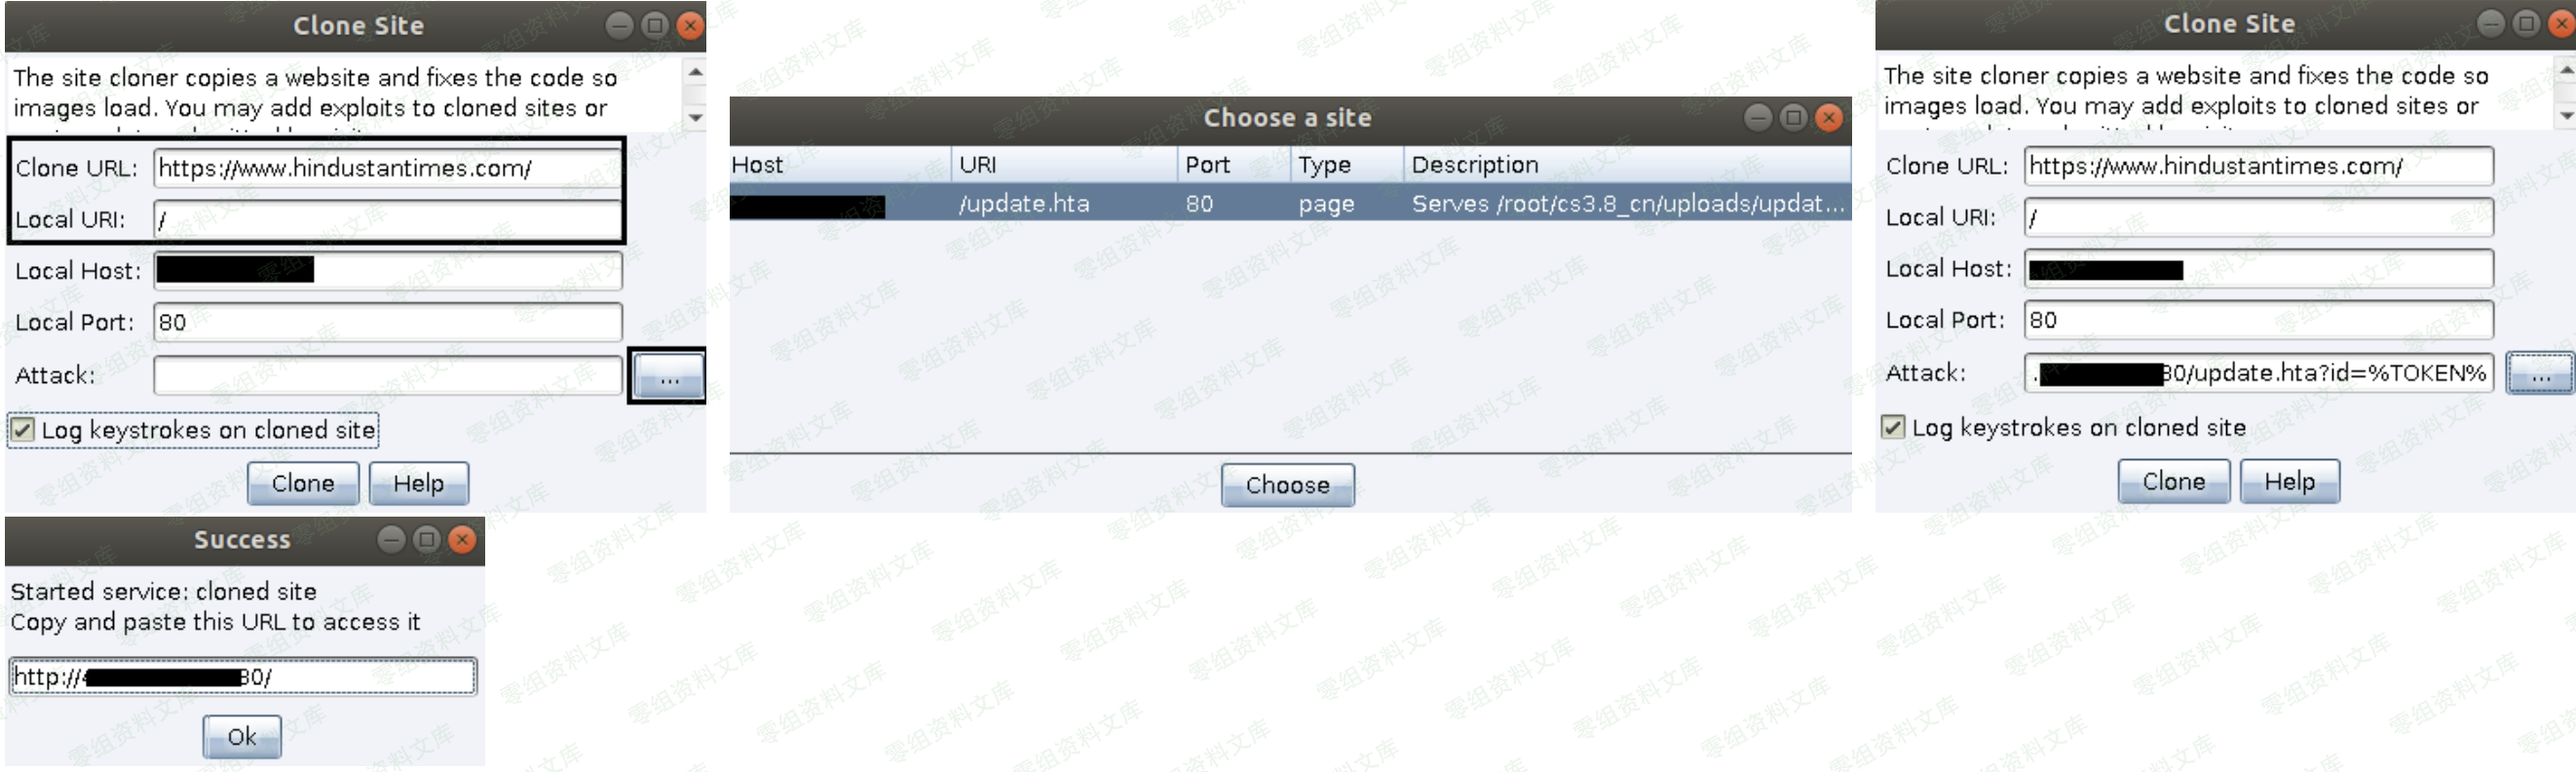 Clone Site
The site cloner copies a website and fixes the code so
images load. You may add exploits to cloned sites or
Clone URL: https://www.hindustantimes.com/
Local URI: /
Local Host:
Local Port: 80
Attack: ...
Log keystrokes on cloned site
Clone Help
Choose a site
Host URI Port Type Description
/update.hta 80 page Serves /root/cs3.8_cn/uploads/updat...
Choose
Clone Site
The site cloner copies a website and fixes the code so
images load. You may add exploits to cloned sites or
Clone URL: https://www.hindustantimes.com/
Local URI: /
Local Host:
Local Port: 80
Attack: . 80/update.hta?id=%TOKEN% ...
Log keystrokes on cloned site
Clone Help
Success
Started service: cloned site
Copy and paste this URL to access it
http:// 80/
Ok
零组资料文库